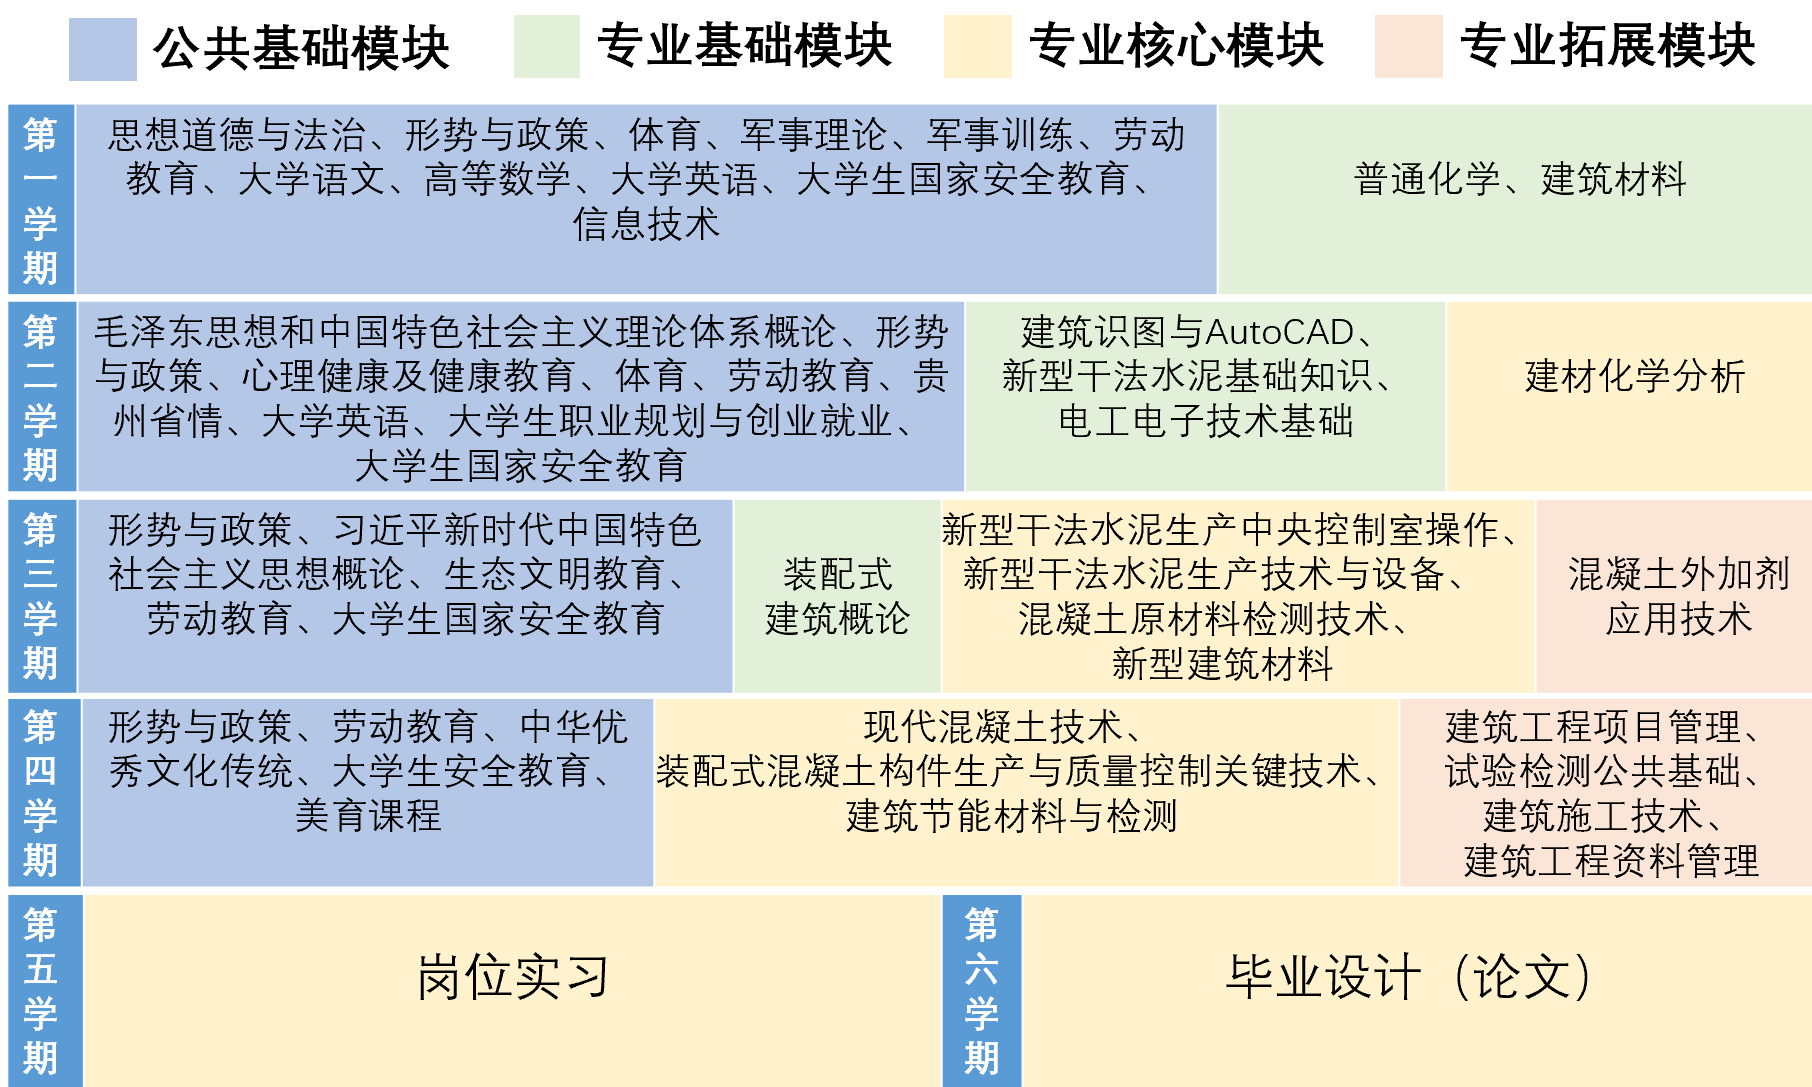 公共基础模块 专业基础模块 专业核心模块 专业拓展模块
第一学期
思想道德与法治、形势与政策、体育、军事理论、军事训练、劳动
教育、大学语文、高等数学、大学英语、大学生国家安全教育、
信息技术
普通化学、建筑材料
第二学期
毛泽东思想和中国特色社会主义理论体系概论、形势
与政策、心理健康及健康教育、体育、劳动教育、贵
州省情、大学英语、大学生职业规划与创业就业、
大学生国家安全教育
建筑识图与AutoCAD、
新型干法水泥基础知识、
电工电子技术基础
建材化学分析
第三学期
形势与政策、习近平新时代中国特色
社会主义思想概论、生态文明教育、
劳动教育、大学生国家安全教育
装配式
建筑概论
新型干法水泥生产中央控制室操作、
新型干法水泥生产技术与设备、
混凝土原材料检测技术、
新型建筑材料
混凝土外加剂
应用技术
第四学期
形势与政策、劳动教育、中华优
秀文化传统、大学生安全教育、
美育课程
现代混凝土技术、
装配式混凝土构件生产与质量控制关键技术、
建筑节能材料与检测
建筑工程项目管理、
试验检测公共基础、
建筑施工技术、
建筑工程资料管理
第五学期
岗位实习
第六学期
毕业设计（论文）